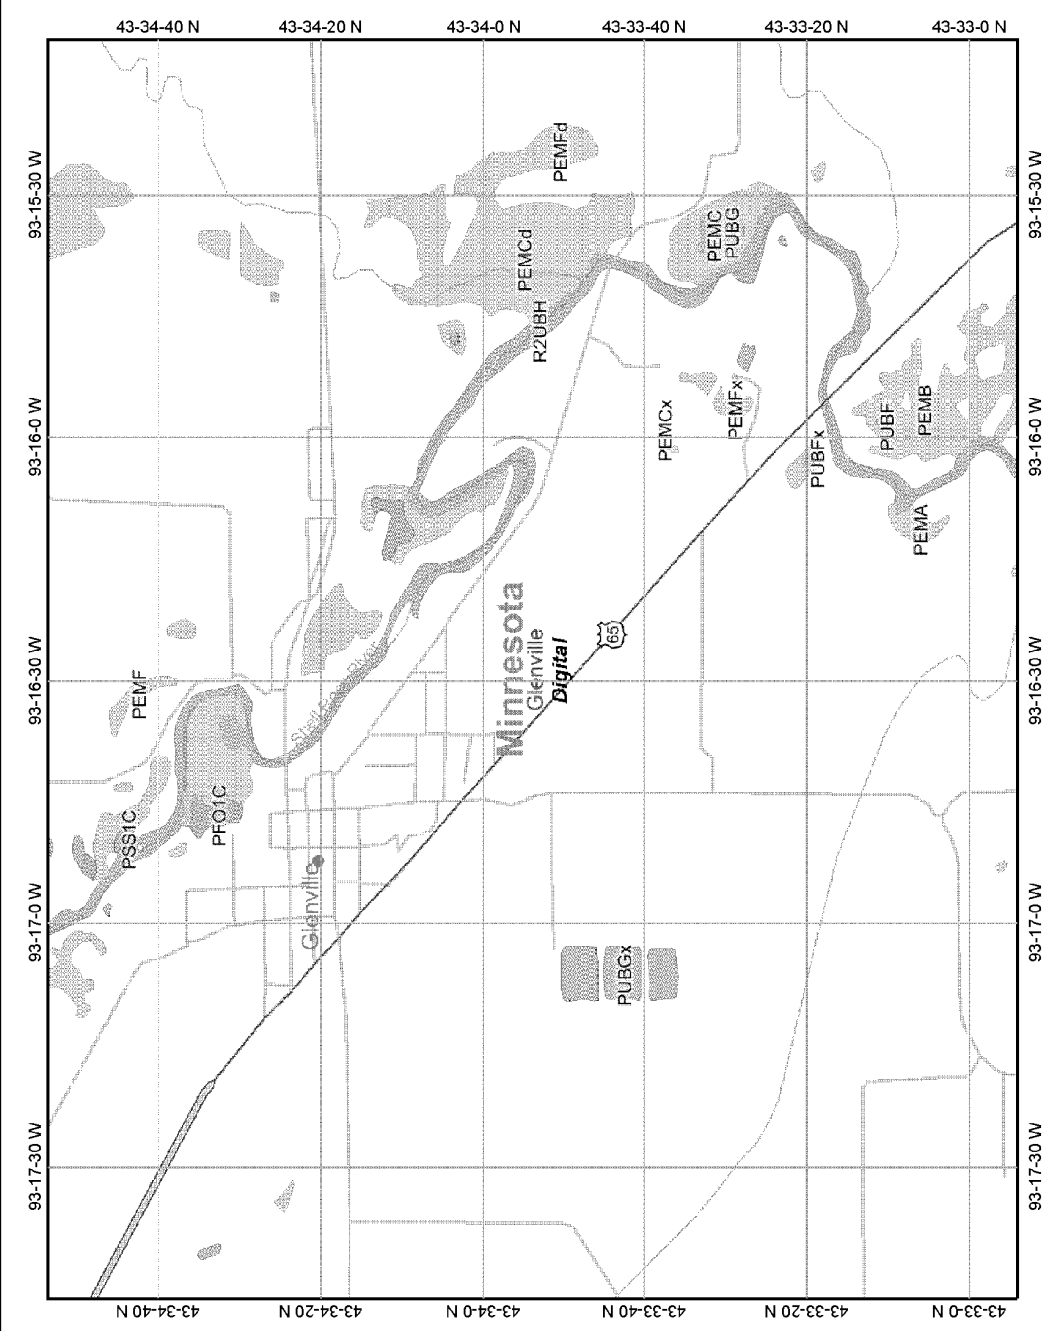 43-34-40 N
43-34-20 N
43-34-0 N
43-33-40 N
43-33-20 N
43-33-0 N
93-15-30 W
93-15-30 W
PEMFd
PEMC
PUBG
PEMCd
R2UBH
93-16-0 W
93-16-0 W
PEMCx
PEMFx
PUBFx
PUBF
PEMB
PEMA
Minnesota
Glenville
Digital
65
93-16-30 W
93-16-30 W
PEMF
PSS1C
PFO1C
Glenville
93-17-0 W
93-17-0 W
PUBGx
93-17-30 W
93-17-30 W
43-34-40 N
43-34-20 N
43-34-0 N
43-33-40 N
43-33-20 N
43-33-0 N